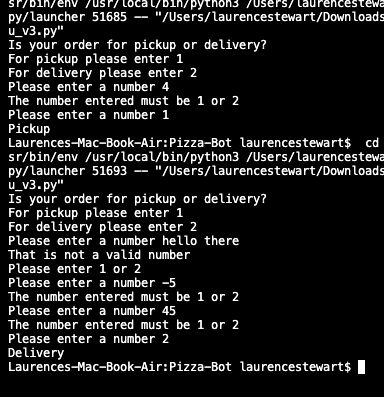 sr/bin/env /usr/local/bin/python3 /Users/laurencestewar
py/launcher 51685 -- "/Users/laurencestewart/Downloads
u_v3.py"
Is your order for pickup or delivery?
For pickup please enter 1
For delivery please enter 2
Please enter a number 4
The number entered must be 1 or 2
Please enter a number 1
Pickup
Laurences-Mac-Book-Air:Pizza-Bot laurencestewart$  cd
sr/bin/env /usr/local/bin/python3 /Users/laurencestewar
py/launcher 51693 -- "/Users/laurencestewart/Downloads
u_v3.py"
Is your order for pickup or delivery?
For pickup please enter 1
For delivery please enter 2
Please enter a number hello there
That is not a valid number
Please enter 1 or 2
Please enter a number -5
The number entered must be 1 or 2
Please enter a number 45
The number entered must be 1 or 2
Please enter a number 2
Delivery
Laurences-Mac-Book-Air:Pizza-Bot laurencestewart$